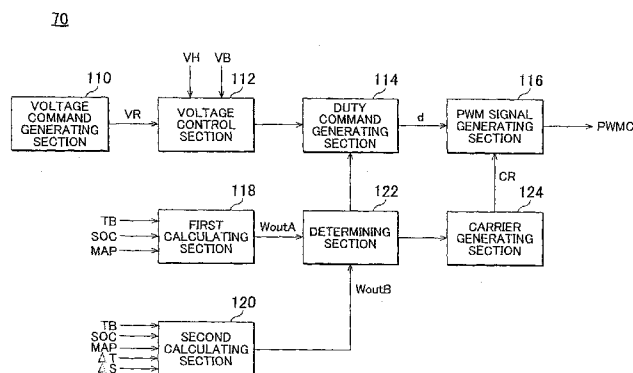 70
VH
VB
110
112
114
116
VOLTAGE
COMMAND
GENERATING
SECTION
VR
VOLTAGE
CONTROL
SECTION
DUTY
COMMAND
GENERATING
SECTION
d
PWM SIGNAL
GENERATING
SECTION
PWMC
CR
118
122
124
TB
SOC
MAP
FIRST
CALCULATING
SECTION
WoutA
DETERMINING
SECTION
CARRIER
GENERATING
SECTION
WoutB
120
TB
SOC
MAP
ΔT
ΔS
SECOND
CALCULATING
SECTION